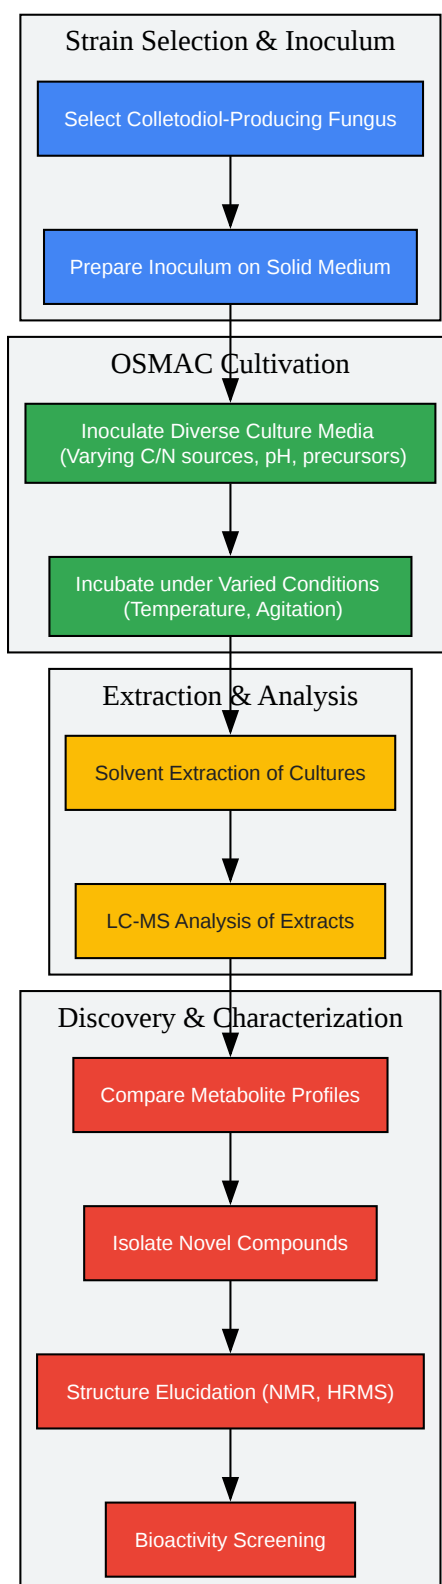 Strain Selection & Inoculum
Select Colletodiol-Producing Fungus
Prepare Inoculum on Solid Medium
OSMAC Cultivation
Inoculate Diverse Culture Media
(Varying C/N sources, pH, precursors)
Incubate under Varied Conditions
(Temperature, Agitation)
Extraction & Analysis
Solvent Extraction of Cultures
LC-MS Analysis of Extracts
Discovery & Characterization
Compare Metabolite Profiles
Isolate Novel Compounds
Structure Elucidation (NMR, HRMS)
Bioactivity Screening